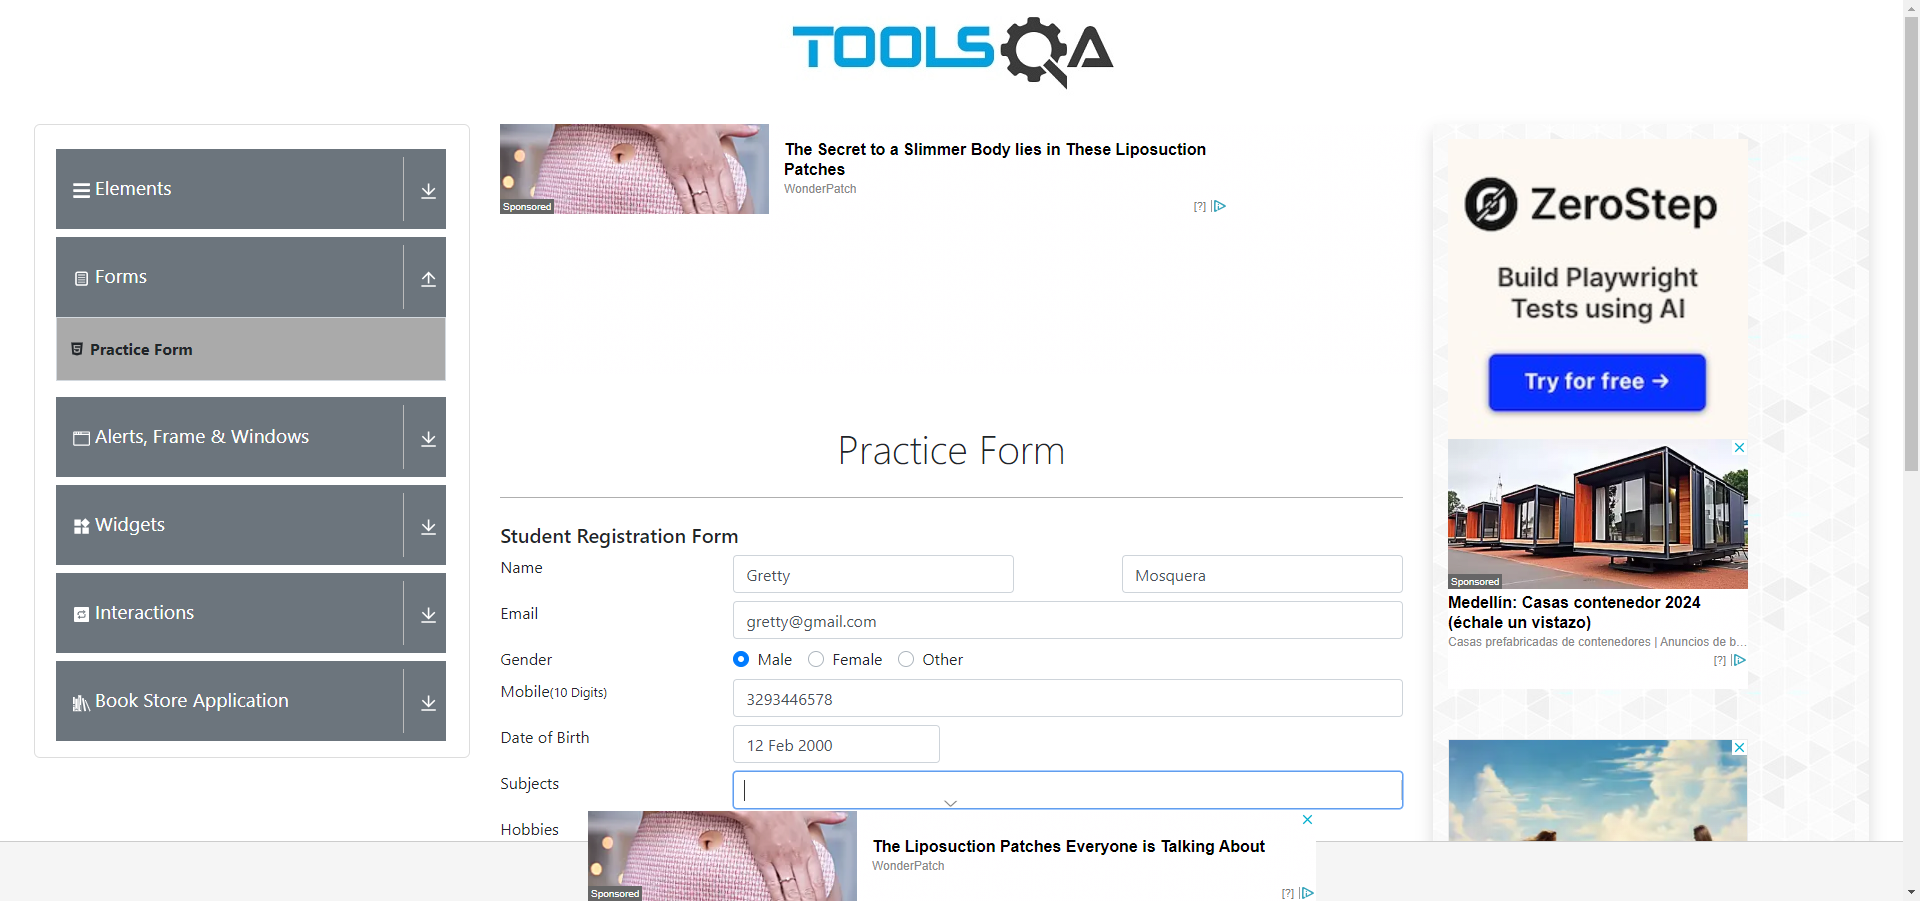 TOOLSQA
Elements
Forms
Practice Form
Alerts, Frame & Windows
Widgets
Interactions
Book Store Application
Sponsored
The Secret to a Slimmer Body lies in These Liposuction
Patches
WonderPatch
[?]
Practice Form
Student Registration Form
Name
Gretty
Mosquera
Email
gretty@gmail.com
Gender
Male
Female
Other
Mobile(10 Digits)
3293446578
Date of Birth
12 Feb 2000
Subjects
Hobbies
Sponsored
The Liposuction Patches Everyone is Talking About
WonderPatch
[?]
ZeroStep
Build Playwright
Tests using AI
Try for free →
Sponsored
Medellín: Casas contenedor 2024
(échale un vistazo)
Casas prefabricadas de contenedores | Anuncios de b...
[?]